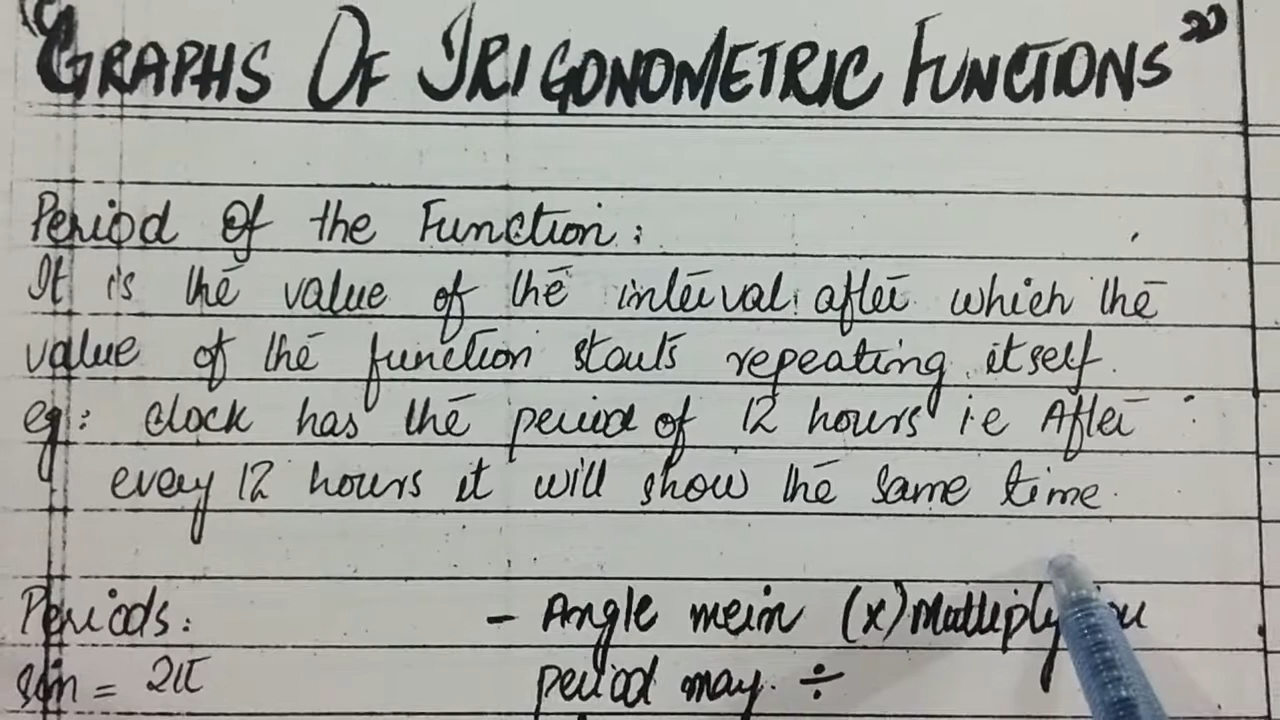 "GRAPHS OF TRIGONOMETRIC FUNCTIONS"
Period of the Function:
It is the value of the interval after which the
value of the function starts repeating itself.
eg: clock has the period of 12 hours i.e After
every 12 hours it will show the same time.
Periods: - Angle mein (x) Multiply
Sin = 2π period may ÷